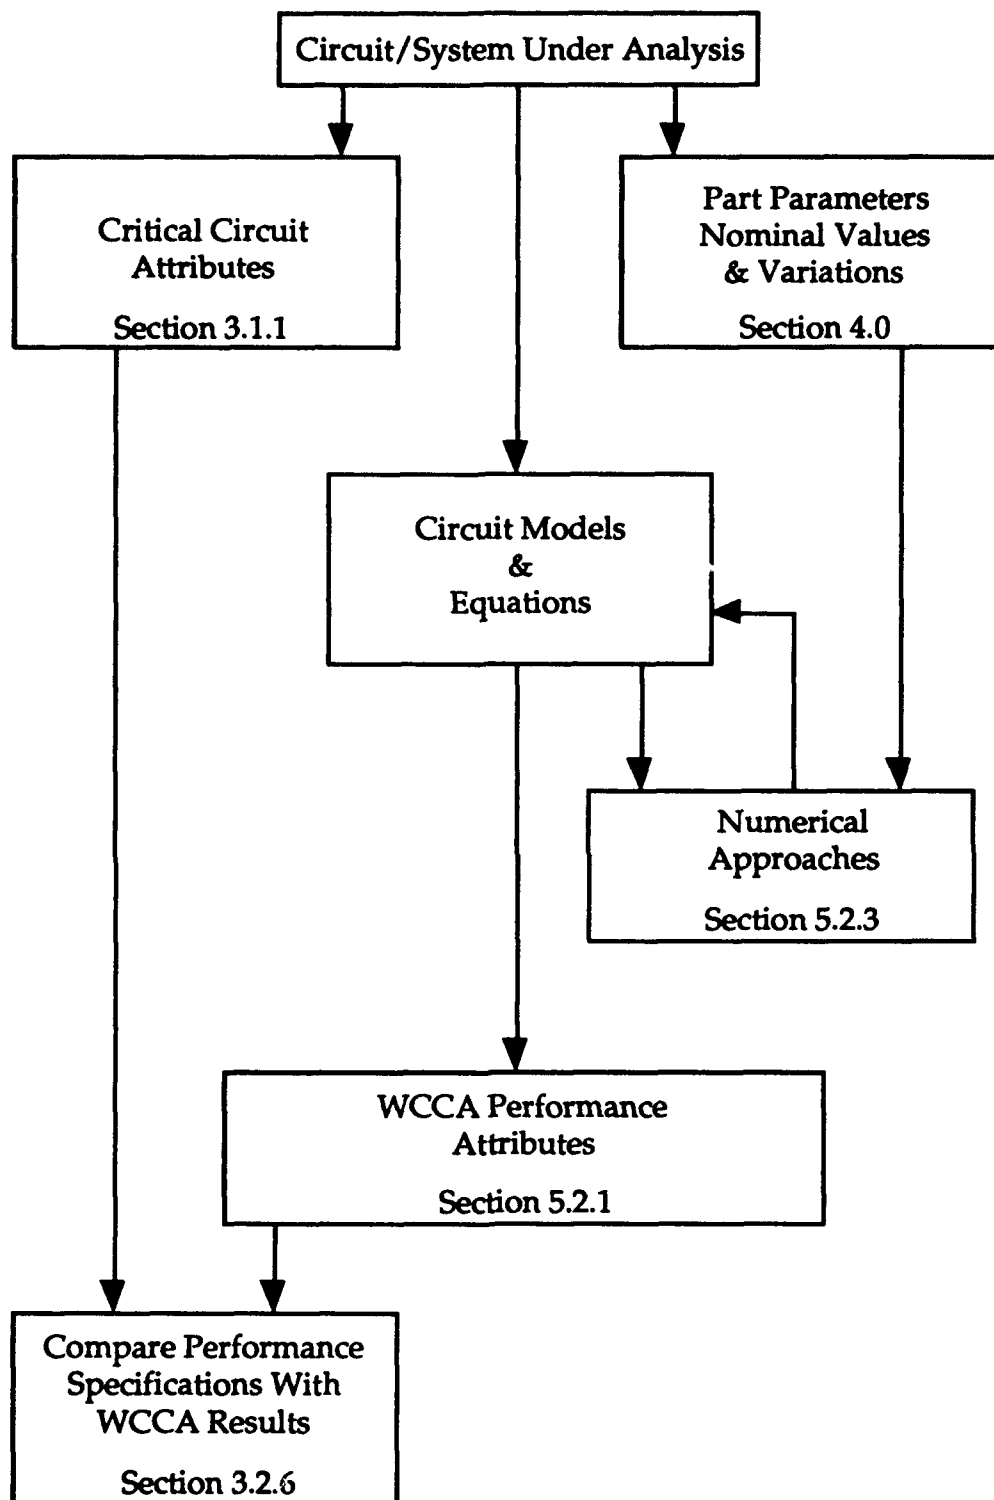 Circuit/System Under Analysis
Critical Circuit
Attributes
Section 3.1.1
Part Parameters
Nominal Values
& Variations
Section 4.0
Circuit Models
&
Equations
Numerical
Approaches
Section 5.2.3
WCCA Performance
Attributes
Section 5.2.1
Compare Performance
Specifications With
WCCA Results
Section 3.2.6